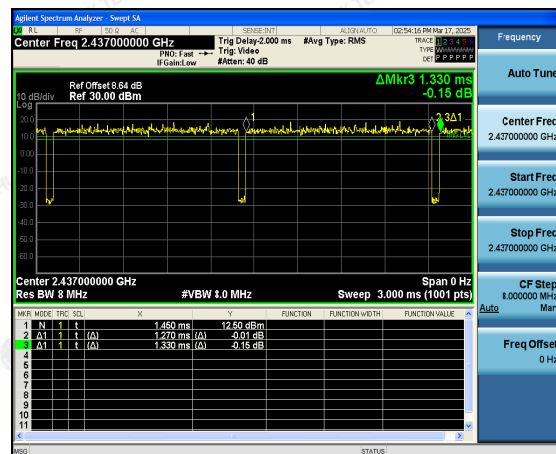 Agilent Spectrum Analyzer - Swept SA
RL RF 50 Ω AC SENSE:INT ALIGNAUTO 02:54:16 PM Mar 17, 2025
Center Freq 2.437000000 GHz
PNO: Fast
IFGain:Low
Trig Delay-2.000 ms
Trig: Video
#Atten: 40 dB
#Avg Type: RMS
TRACE 1 2 3 4 5 6
TYPE
DET P P P P P P
ΔMkr3 1.330 ms
-0.15 dB
Ref Offset 8.64 dB
Ref 30.00 dBm
10 dB/div
Log
20.0
10.0
0.00
-10.0
-20.0
-30.0
-40.0
-50.0
-60.0
1
2 3Δ1
Center 2.437000000 GHz
Span 0 Hz
Res BW 8 MHz
#VBW 8.0 MHz
Sweep 3.000 ms (1001 pts)
MKR MODE TRC SCL X Y FUNCTION FUNCTION WIDTH FUNCTION VALUE
1 N 1 t 1.450 ms 12.50 dBm
2 Δ1 1 t (Δ) 1.270 ms (Δ) -0.01 dB
3 Δ1 1 t (Δ) 1.330 ms (Δ) -0.15 dB
4
5
6
7
8
9
10
11
MSG
STATUS
Frequency
Auto Tune
Center Freq
2.437000000 GHz
Start Freq
2.437000000 GHz
Stop Freq
2.437000000 GHz
CF Step
8.000000 MHz
Auto Man
Freq Offset
0 Hz